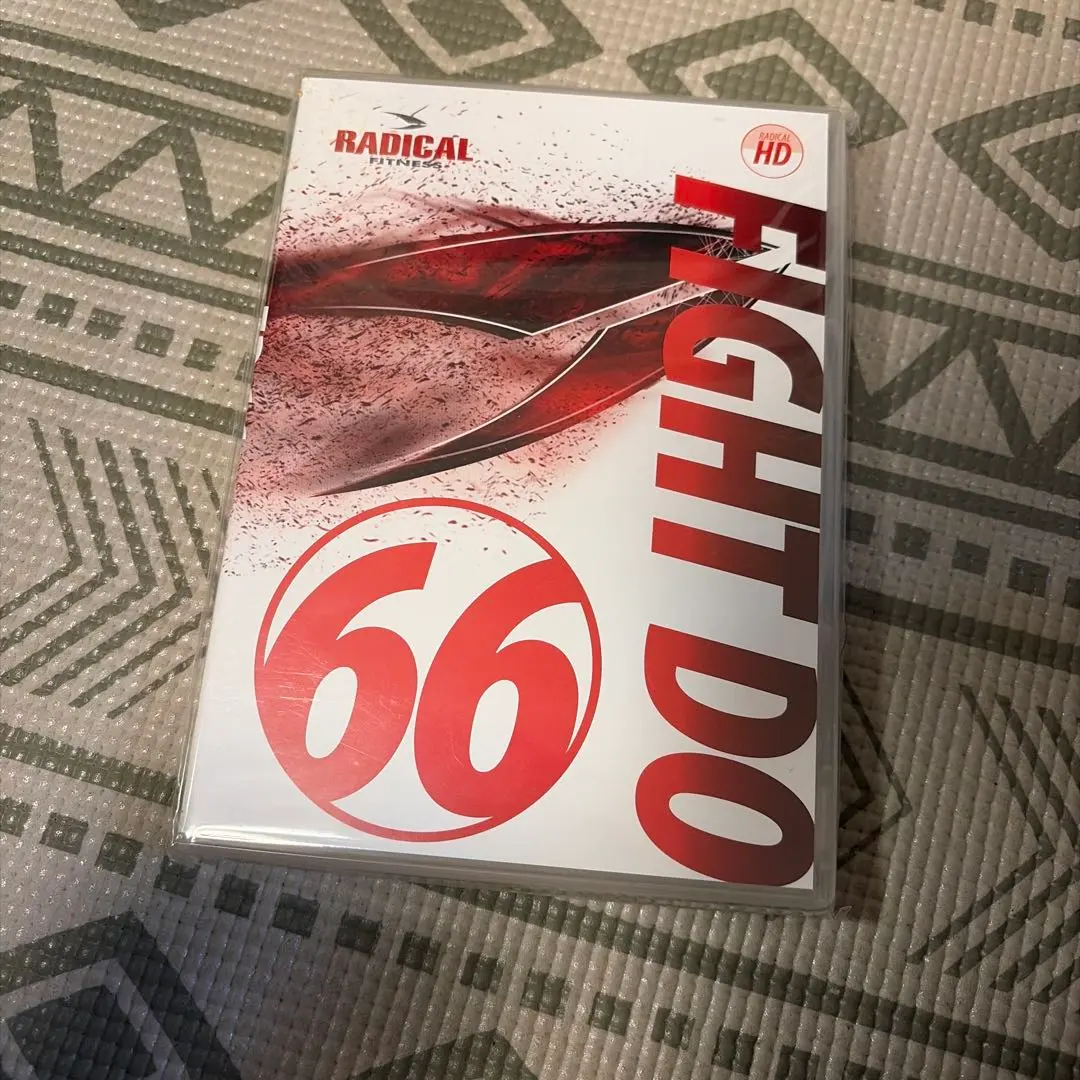 RADICAL
FITNESS
RADICAL
HD
FIGHT DO
66